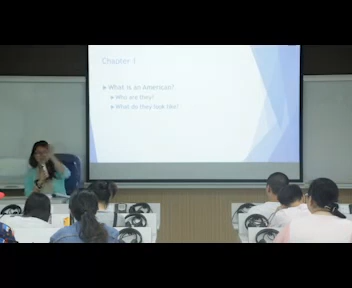 Chapter 1
What is an American?
Who are they?
What do they look like?